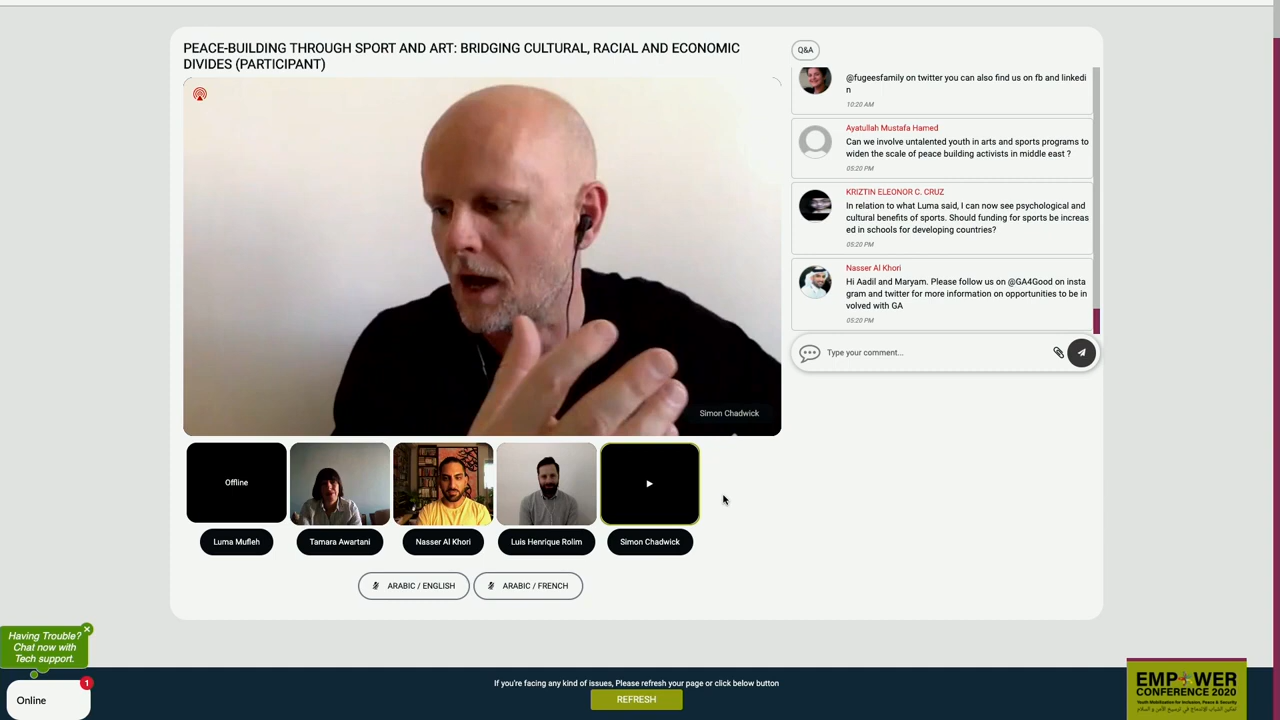 PEACE-BUILDING THROUGH SPORT AND ART: BRIDGING CULTURAL, RACIAL AND ECONOMIC
DIVIDES (PARTICIPANT)
Simon Chadwick
Offline
Luma Mufleh
Tamara Awartani
Nasser Al Khori
Luis Henrique Rolim
Simon Chadwick
ARABIC / ENGLISH
ARABIC / FRENCH
Q&A
@fugeesfamily on twitter you can also find us on fb and linkedi
n
10:20 AM
Ayatullah Mustafa Hamed
Can we involve untalented youth in arts and sports programs to
widen the scale of peace building activists in middle east ?
05:20 PM
KRIZTIN ELEONOR C. CRUZ
In relation to what Luma said, I can now see psychological and
cultural benefits of sports. Should funding for sports be increas
ed in schools for developing countries?
05:20 PM
Nasser Al Khori
Hi Aadil and Maryam. Please follow us on @GA4Good on insta
gram and twitter for more information on opportunities to be in
volved with GA
05:20 PM
Type your comment...
Having Trouble?
Chat now with
Tech support.
1
Online
If you're facing any kind of issues, Please refresh your page or click below button
REFRESH
EMPOWER
CONFERENCE 2020
Youth Mobilisation for Inclusion, Peace & Security